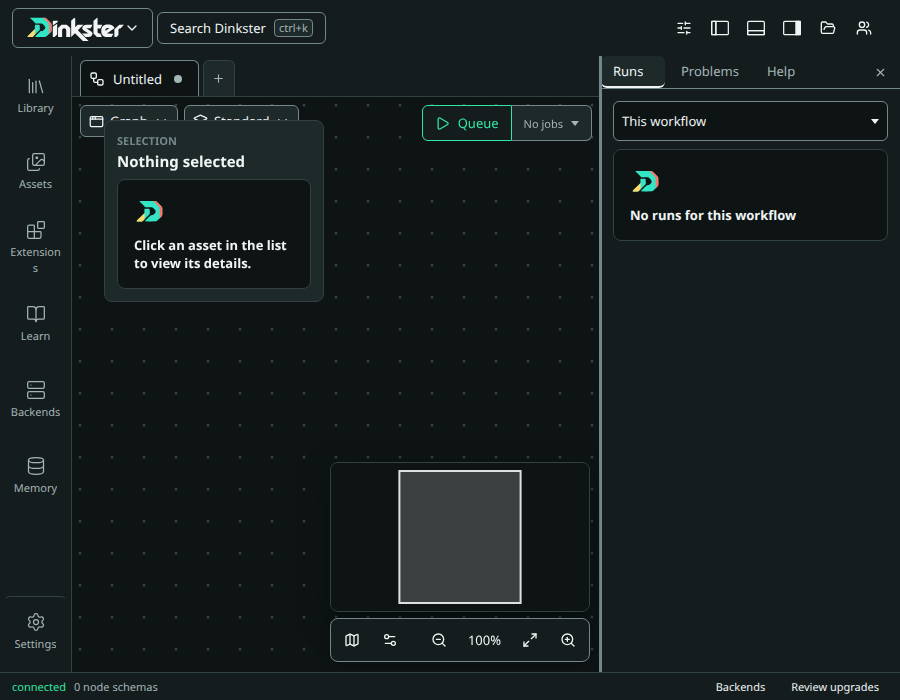 Dinkster
Search Dinkster ctrl+k
Untitled
Runs
Problems
Help
Library
Assets
Extension
s
Learn
Backends
Memory
Settings
Graph
Standard
Queue
No jobs
SELECTION
Nothing selected
Click an asset in the list
to view its details.
100%
This workflow
No runs for this workflow
connected
0 node schemas
Backends
Review upgrades